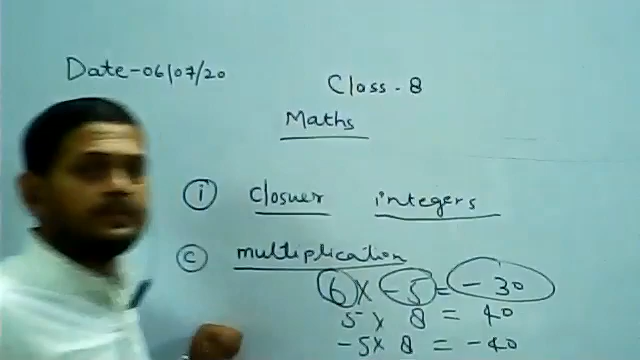 Date-06/07/20
Class - 8
Maths
(i) closuer integers
(c) multiplication
6 x -5 = -30
5 x 8 = 40
-5 x 8 = -40